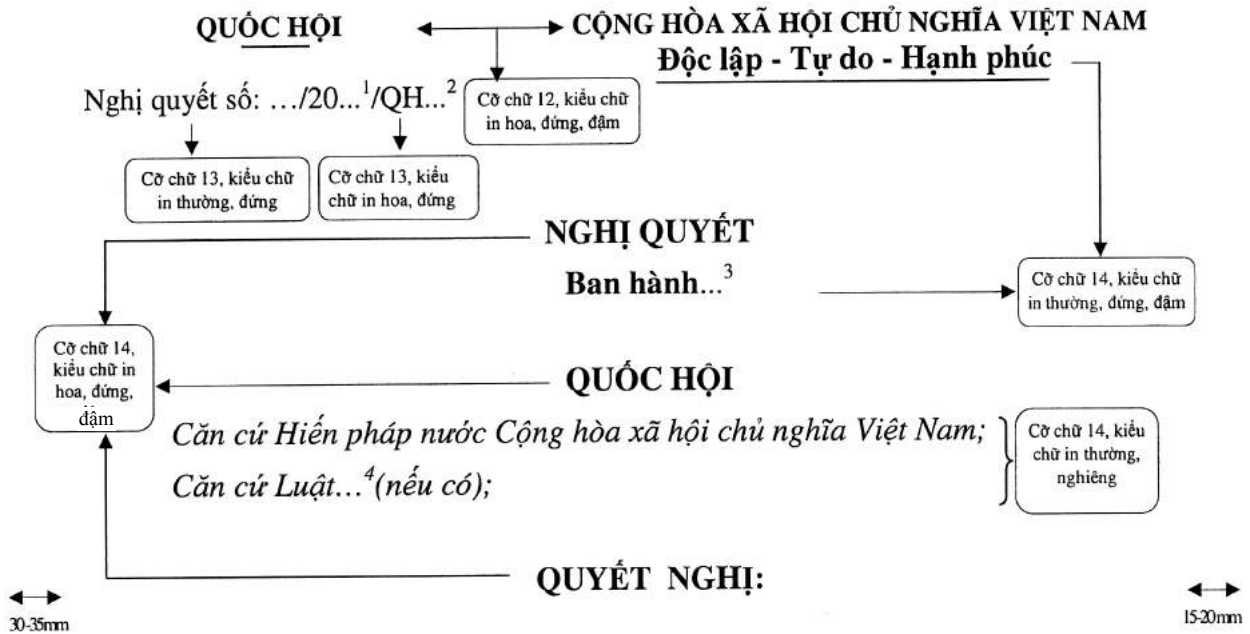 QUỐC HỘI
CỘNG HÒA XÃ HỘI CHỦ NGHĨA VIỆT NAM
Độc lập - Tự do - Hạnh phúc
Nghị quyết số: .../20...¹/QH...²
Cỡ chữ 12, kiểu chữ
in hoa, đứng, đậm
Cỡ chữ 13, kiểu chữ
in thường, đứng
Cỡ chữ 13, kiểu
chữ in hoa, đứng
NGHỊ QUYẾT
Ban hành...³
Cỡ chữ 14, kiểu chữ
in thường, đứng, đậm
Cỡ chữ 14,
kiểu chữ in
hoa, đứng,
đậm
QUỐC HỘI
Căn cứ Hiến pháp nước Cộng hòa xã hội chủ nghĩa Việt Nam;
Căn cứ Luật...⁴(nếu có);
Cỡ chữ 14, kiểu
chữ in thường,
nghiêng
QUYẾT NGHỊ:
30-35mm
15-20mm